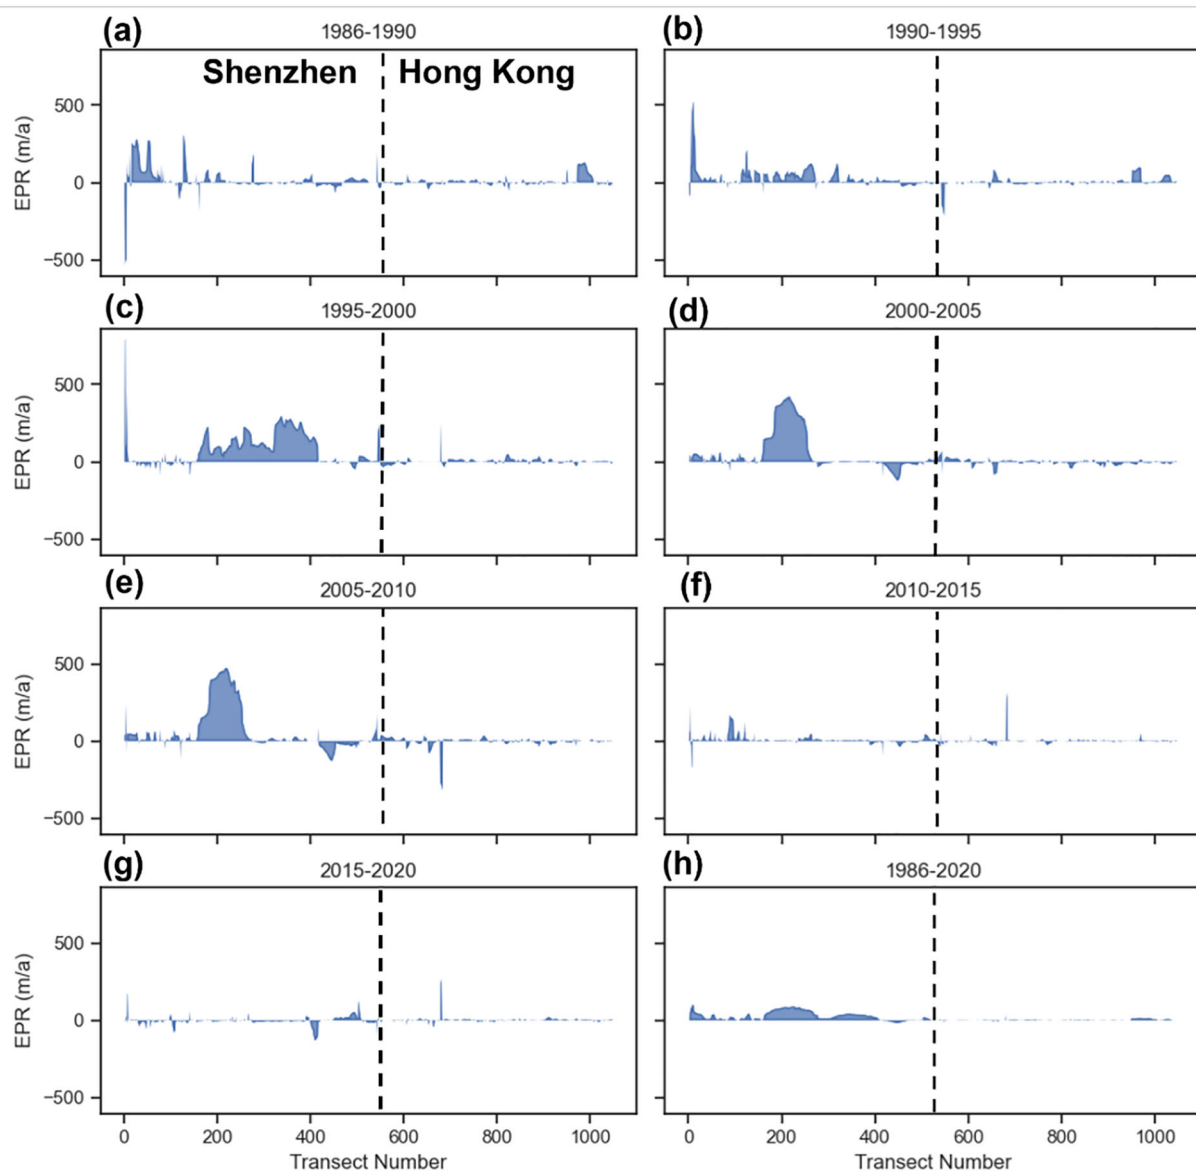 (a) 1986-1990
(b) 1990-1995
Shenzhen Hong Kong
EPR (m/a)
500
0
−500
(c) 1995-2000
(d) 2000-2005
EPR (m/a)
500
0
−500
(e) 2005-2010
(f) 2010-2015
EPR (m/a)
500
0
−500
(g) 2015-2020
(h) 1986-2020
EPR (m/a)
500
0
−500
0 200 400 600 800 1000
0 200 400 600 800 1000
Transect Number
Transect Number